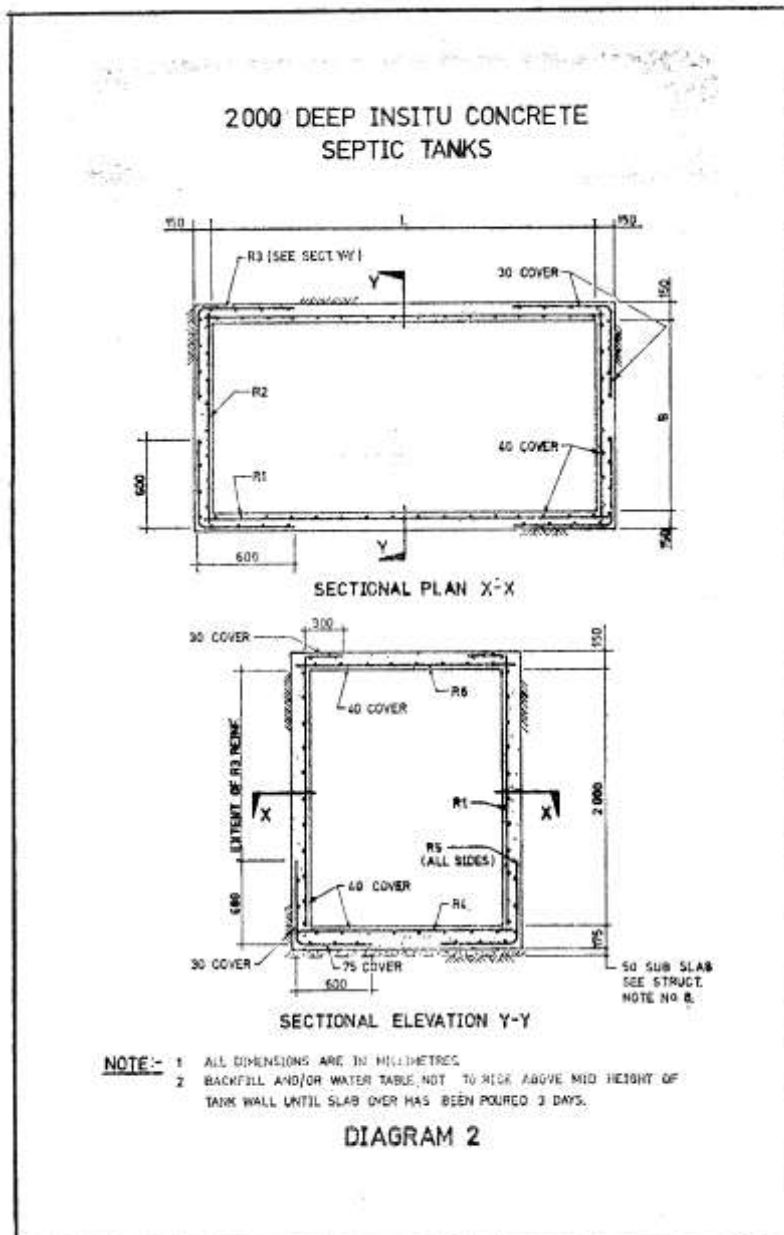 2000 DEEP INSITU CONCRETE
SEPTIC TANKS
150
L
150
R3 (SEE SECT. Y-Y)
Y
30 COVER
150
R2
B
40 COVER
600
R1
Y
150
600
SECTIONAL PLAN X-X
300
30 COVER
150
R6
40 COVER
EXTENT OF R3 REINF
R1
2000
X
X
R5
(ALL SIDES)
40 COVER
600
R4
175
30 COVER
75 COVER
50 SUB SLAB
600
SEE STRUCT.
NOTE No 8.
SECTIONAL ELEVATION Y-Y
NOTE:- 1 ALL DIMENSIONS ARE IN MILLIMETRES
2 BACKFILL AND/OR WATER TABLE NOT TO RISE ABOVE MID HEIGHT OF
TANK WALL UNTIL SLAB OVER HAS BEEN POURED 3 DAYS.
DIAGRAM 2